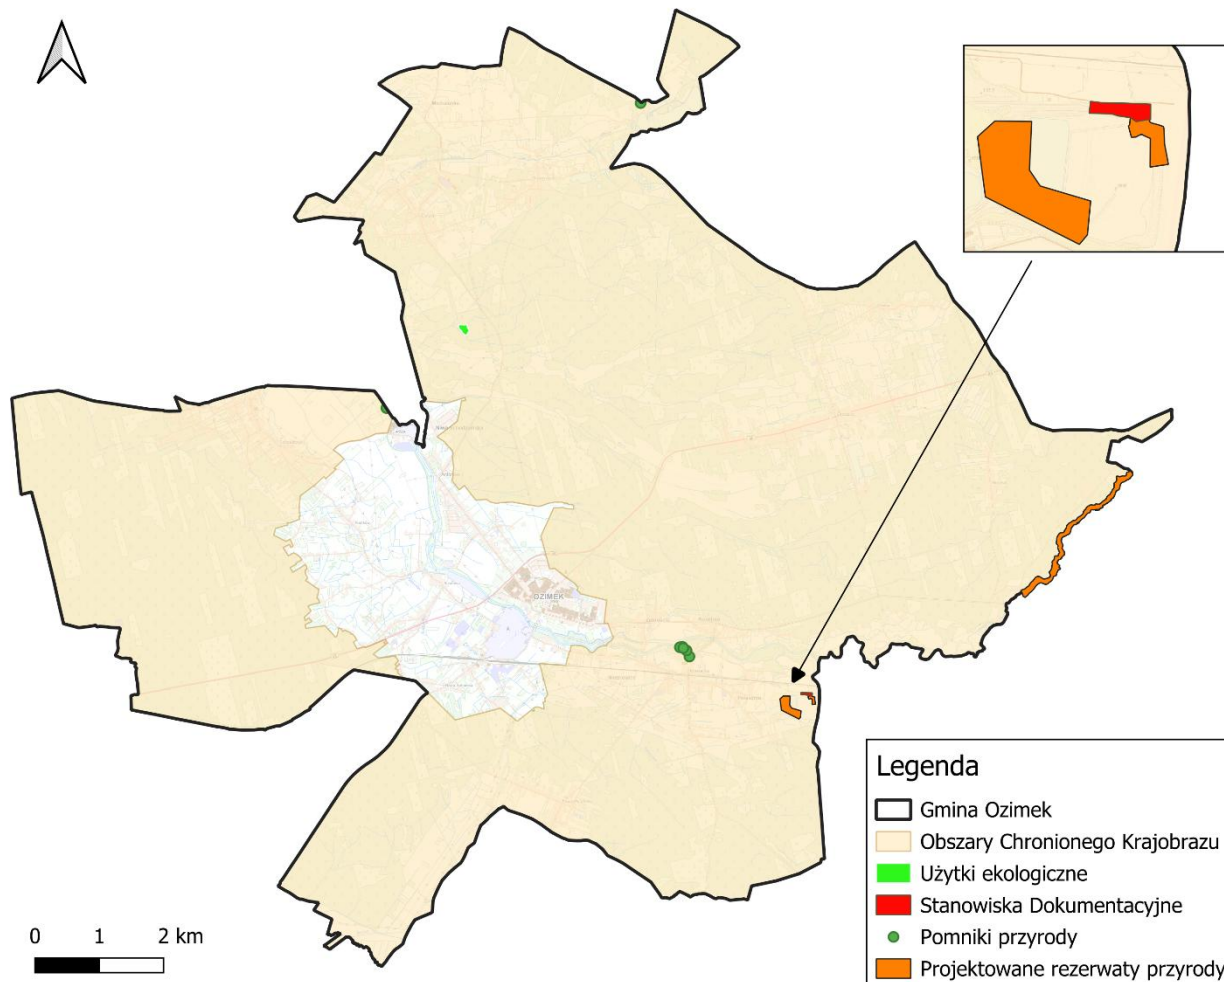 OZIMEK
Legenda
Gmina Ozimek
Obszary Chronionego Krajobrazu
Użytki ekologiczne
Stanowiska Dokumentacyjne
Pomniki przyrody
Projektowane rezerwaty przyrody
0 1 2 km